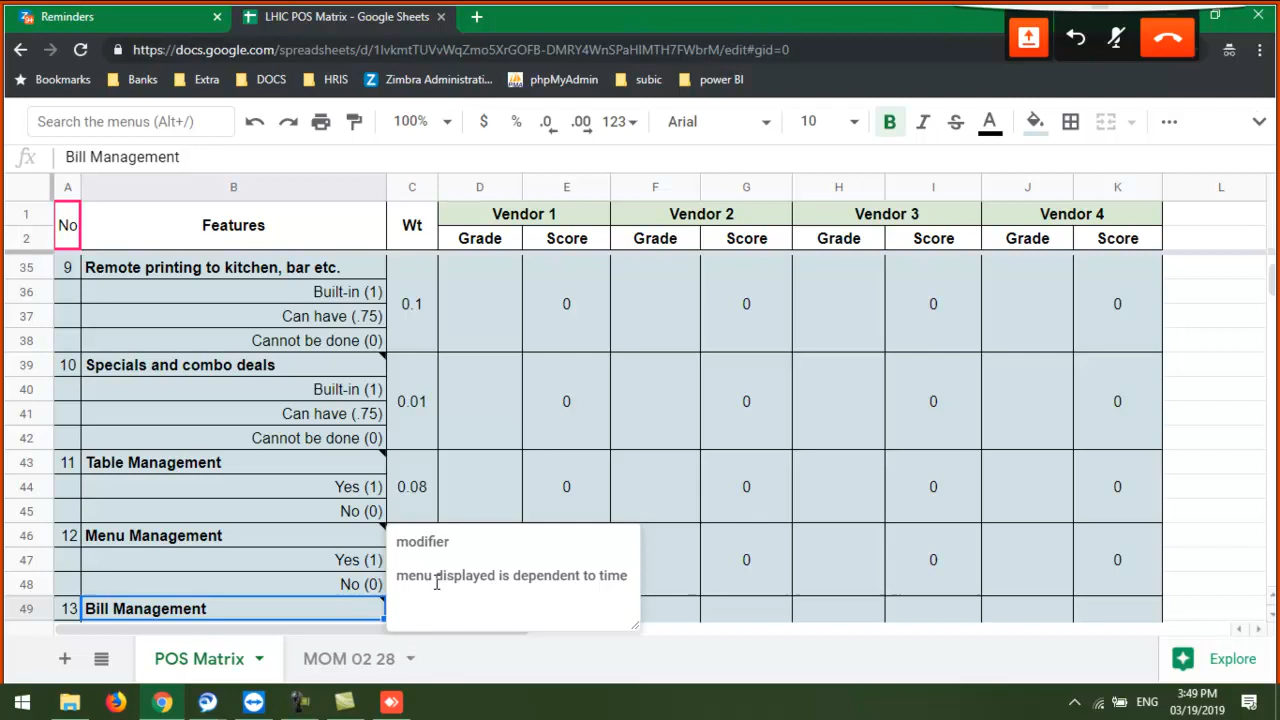 Reminders
LHIC POS Matrix - Google Sheets
https://docs.google.com/spreadsheets/d/1IvkmtTUVvWqZmo5XrGOFB-DMRY4WnSPaHIMTH7FWbrM/edit#gid=0
Bookmarks Banks Extra DOCS HRIS Zimbra Administrati... phpMyAdmin subic power BI
Search the menus (Alt+/) 100% $ % .0 .00 123 Arial 10 B I S A
fx Bill Management
A B C D E F G H I J K L
1 No Features Wt Vendor 1 Vendor 2 Vendor 3 Vendor 4
2 Grade Score Grade Score Grade Score Grade Score
35 9 Remote printing to kitchen, bar etc.
36 Built-in (1) 0.1 0 0 0 0
37 Can have (.75)
38 Cannot be done (0)
39 10 Specials and combo deals
40 Built-in (1)
41 Can have (.75) 0.01 0 0 0 0
42 Cannot be done (0)
43 11 Table Management
44 Yes (1) 0.08 0 0 0 0
45 No (0)
46 12 Menu Management modifier
47 Yes (1) menu displayed is dependent to time 0 0 0
48 No (0)
49 13 Bill Management
POS Matrix MOM 02 28 Explore
ENG 3:49 PM
03/19/2019